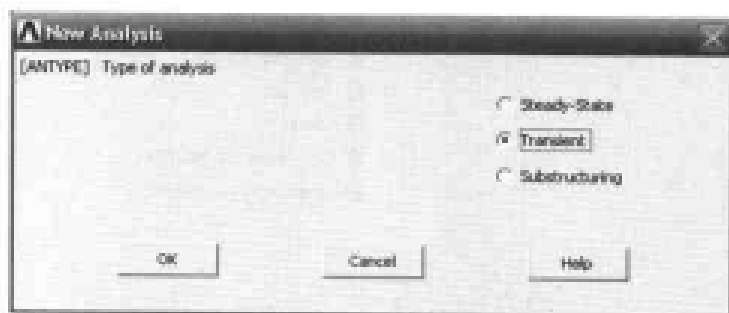 New Analysis
[ANTYPE] Type of analysis
Steady-State
Transient
Substructuring
OK
Cancel
Help